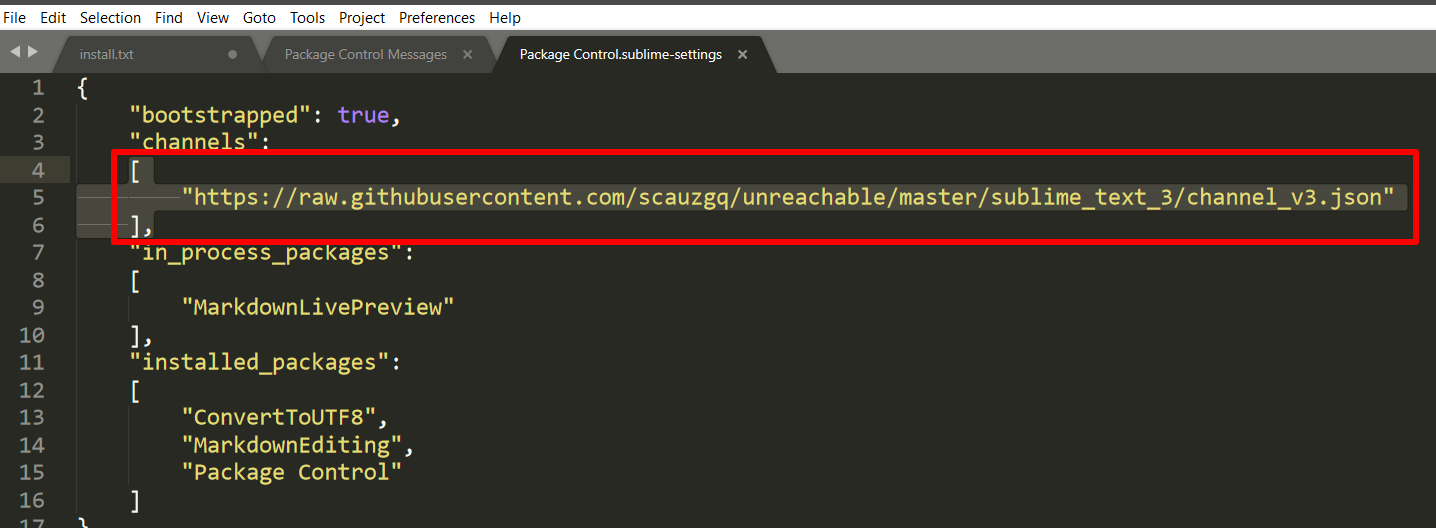 File Edit Selection Find View Goto Tools Project Preferences Help
install.txt Package Control Messages Package Control.sublime-settings
1 {
2 "bootstrapped": true,
3 "channels":
4 [
5 "https://raw.githubusercontent.com/scauzgq/unreachable/master/sublime_text_3/channel_v3.json"
6 ],
7 "in_process_packages":
8 [
9 "MarkdownLivePreview"
10 ],
11 "installed_packages":
12 [
13 "ConvertToUTF8",
14 "MarkdownEditing",
15 "Package Control"
16 ]
17 }